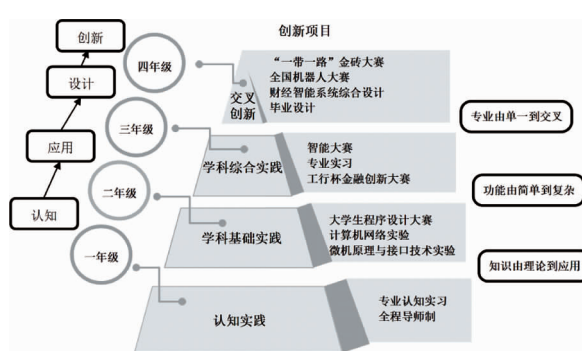 创新项目
创新
设计
应用
认知
四年级
三年级
二年级
一年级
交叉
创新
“一带一路”金砖大赛
全国机器人大赛
财经智能系统综合设计
毕业设计
学科综合实践
智能大赛
专业实习
工行杯金融创新大赛
学科基础实践
大学生程序设计大赛
计算机网络实验
微机原理与接口技术实验
认知实践
专业认知实习
全程导师制
专业由单一到交叉
功能由简单到复杂
知识由理论到应用